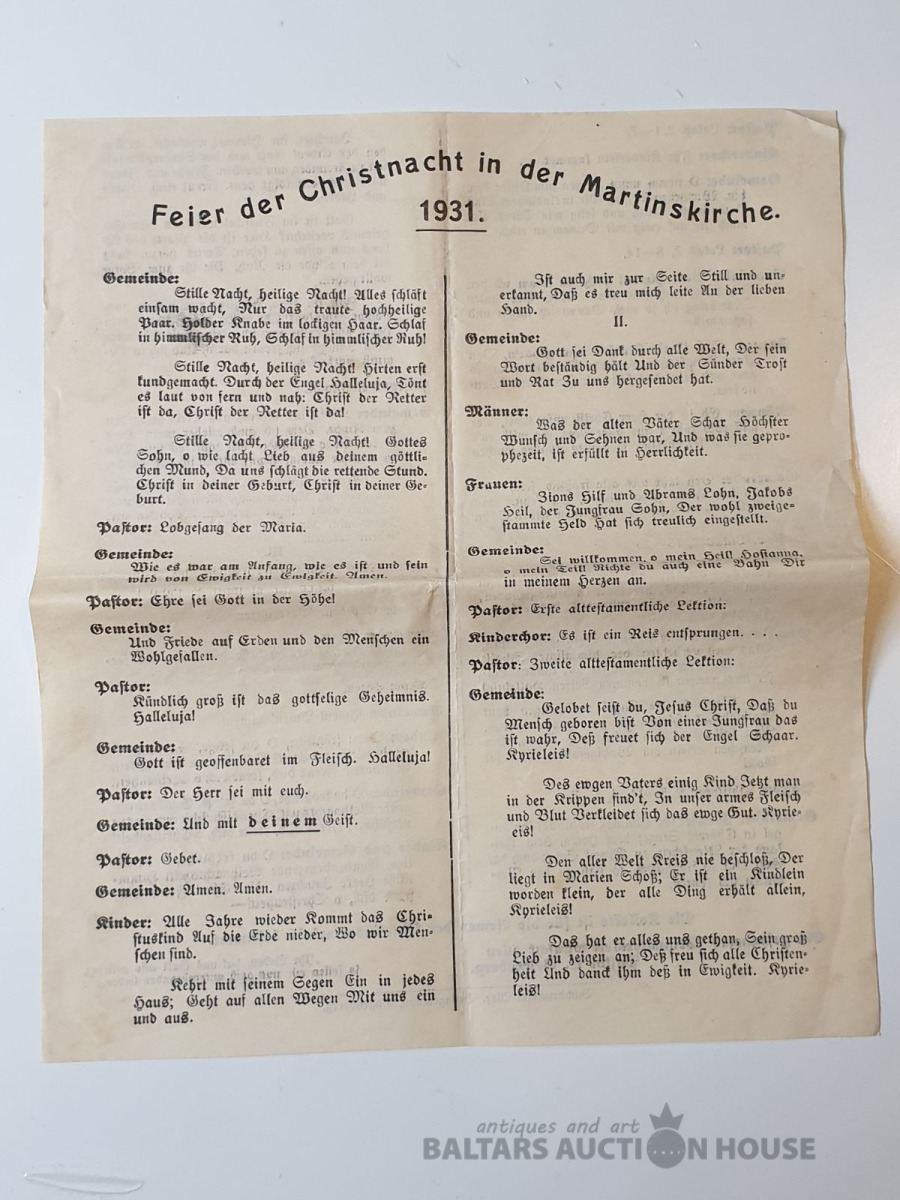 Feier der Christnacht in der Martinskirche.
1931.
Gemeinde:
Stille Nacht, heilige Nacht! Alles schläft
einsam wacht, Nur das traute hochheilige
Paar. Holder Knabe im lockigen Haar. Schlaf
in himmlischer Ruh, Schlaf in himmlischer Ruh!
Stille Nacht, heilige Nacht! Hirten erst
kundgemacht. Durch der Engel Halleluja, Tönt
es laut von fern und nah: Christ der Retter
ist da, Christ der Retter ist da!
Stille Nacht, heilige Nacht! Gottes
Sohn, o wie lacht Lieb aus deinem göttli-
chen Mund, Da uns schlägt die rettende Stund.
Christ in deiner Geburt, Christ in deiner Ge-
burt.
Pastor: Lobgesang der Maria.
Gemeinde:
Wie es war am Anfang, wie es ist und sein
wird von Ewigkeit zu Ewigkeit. Amen.
Pastor: Ehre sei Gott in der Höhe!
Gemeinde:
Und Friede auf Erden und den Menschen ein
Wohlgefallen.
Pastor:
Kündlich groß ist das gottselige Geheimnis.
Halleluja!
Gemeinde:
Gott ist geoffenbaret im Fleisch. Halleluja!
Pastor: Der Herr sei mit euch.
Gemeinde: Und mit deinem Geist.
Pastor: Gebet.
Gemeinde: Amen. Amen.
Kinder: Alle Jahre wieder Kommt das Chri-
stuskind Auf die Erde nieder, Wo wir Men-
schen sind.
Kehrt mit seinem Segen Ein in jedes
Haus; Geht auf allen Wegen Mit uns ein
und aus.
Ist auch mir zur Seite Still und un-
erkannt, Daß es treu mich leite An der lieben
Hand.
II.
Gemeinde:
Gott sei Dank durch alle Welt, Der sein
Wort beständig hält Und der Sünder Trost
und Rat Zu uns hergesendet hat.
Männer:
Was der alten Väter Schar Höchster
Wunsch und Sehnen war, Und was sie gepro-
phezeit, ist erfüllt in Herrlichkeit.
Frauen:
Zions Hilf und Abrams Lohn, Jakobs
Heil, der Jungfrau Sohn, Der wohl zweige-
stammte Held Hat sich treulich eingestellt.
Gemeinde:
Sei willkommen, o mein Heil! Hosianna,
o mein Teil! Richte du auch eine Bahn Dir
in meinem Herzen an.
Pastor: Erste alttestamentliche Lektion:
Kinderchor: Es ist ein Reis entsprungen. . . .
Pastor: Zweite alttestamentliche Lektion:
Gemeinde:
Gelobet seist du, Jesus Christ, Daß du
Mensch geboren bist Von einer Jungfrau das
ist wahr, Deß freuet sich der Engel Schaar.
Kyrieleis!
Des ewgen Vaters einig Kind Jetzt man
in der Krippen find't, In unser armes Fleisch
und Blut Verkleidet sich das ewge Gut. Kyrie-
eis!
Den aller Welt Kreis nie beschloß, Der
liegt in Marien Schoß; Er ist ein Kindlein
worden klein, der alle Ding erhält allein,
Kyrieleis!
Das hat er alles uns gethan, Sein groß
Lieb zu zeigen an; Deß freu sich alle Christen-
heit Und danck ihm deß in Ewigkeit. Kyrie-
leis!
antiques and art
BALTARS AUCTION HOUSE